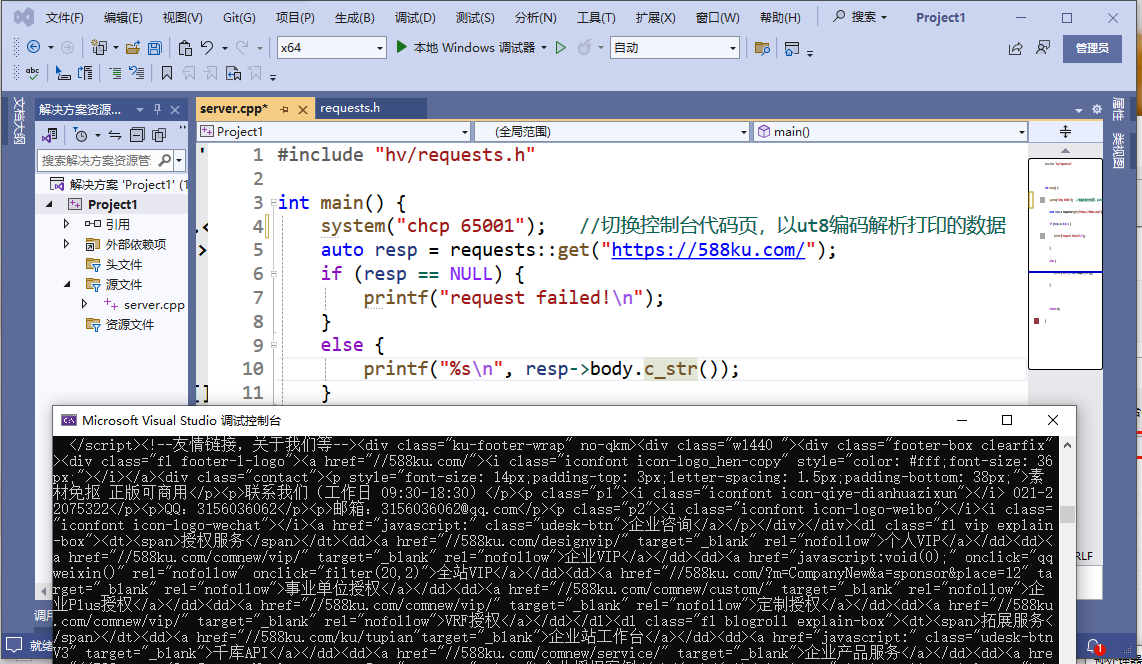 文件(F) 编辑(E) 视图(V) Git(G) 项目(P) 生成(B) 调试(D) 测试(S) 分析(N) 工具(T) 扩展(X) 窗口(W) 帮助(H) 搜索 Project1
x64 本地 Windows 调试器 自动 管理员
abc
文档大纲
解决方案资源...
搜索解决方案资源管
解决方案 'Project1' (1
Project1
引用
外部依赖项
头文件
源文件
server.cpp
资源文件
server.cpp* requests.h
Project1 (全局范围) main()
1 #include "hv/requests.h"
2
3 int main() {
4 system("chcp 65001"); //切换控制台代码页，以ut8编码解析打印的数据
5 auto resp = requests::get("https://588ku.com/");
6 if (resp == NULL) {
7 printf("request failed!\n");
8 }
9 else {
10 printf("%s\n", resp->body.c_str());
11 }
属性
类视图
Microsoft Visual Studio 调试控制台
</script><!--友情链接，关于我们等--><div class="ku-footer-wrap" no-qkm><div class="w1440 "><div class="footer-box clearfix"
><div class="fl footer-l-logo"><a href="//588ku.com/"><i class="iconfont icon-logo_hen-copy" style="color: #fff;font-size: 36
px "></i></a/div class="contact"><p style="font-size: 14px;padding-top: 3px;letter-spacing: 1.5px;padding-bottom: 38px;">素
材免抠 正版可商用</p><p>联系我们（工作日 09:30-18:30）</p><p class="p1"><i class="iconfont icon-qiye-dianhuazixun"></i> 021-2
2075322</p><p>QQ：3156036062</p><p>邮箱：3156036062@qq.com</p><p class="p2"><i class="iconfont icon-logo-weibo"></i><i class=
"iconfont icon-logo-wechat"></i><a href="javascript:" class="udesk-btn">企业咨询</a></p></div></div><dl class="fl vip explain
-box"><dt><span>授权服务</span></dt><dd><a href="//588ku.com/designvip/" target="_blank" rel="nofollow">个人VIP</a></dd><dd><
a href="//588ku.com/comnew/vip/" target="_blank" rel="nofollow">企业VIP</a></dd><dd><a href="javascript:void(0);" onclick="qq
weixin()" rel="nofollow" onclick="filter(20,2)">全站VIP</a></dd><dd><a href="//588ku.com/?m=CompanyNew&a=sponsor&place=12" ta
rget="_blank" rel="nofollow">事业单位授权</a></dd><dd><a href="//588ku.com/comnew/custom/" target="_blank" rel="nofollow">企
业Plus授权</a></dd><dd><a href="//588ku.com/comnew/vip/" target="_blank" rel="nofollow">定制授权</a></dd><dd><a href="//588ku
.com/comnew/vip/" target="_blank" rel="nofollow">VRF授权</a></dd></dl><dl class="fl blogroll explain-box"><dt><span>拓展服务<
/span></dt><dd><a href="//588ku.com/ku/tupian"target="_blank">企业站工作台</a></dd><dd><a href="javascript:" class="udesk-btn
V3" target="_blank">千库API</a></dd><dd><a href="//588ku.com/comnew/service/" target="_blank">企业产品服务</a></dd><dd><a hre
RLF
调用
就绪
1